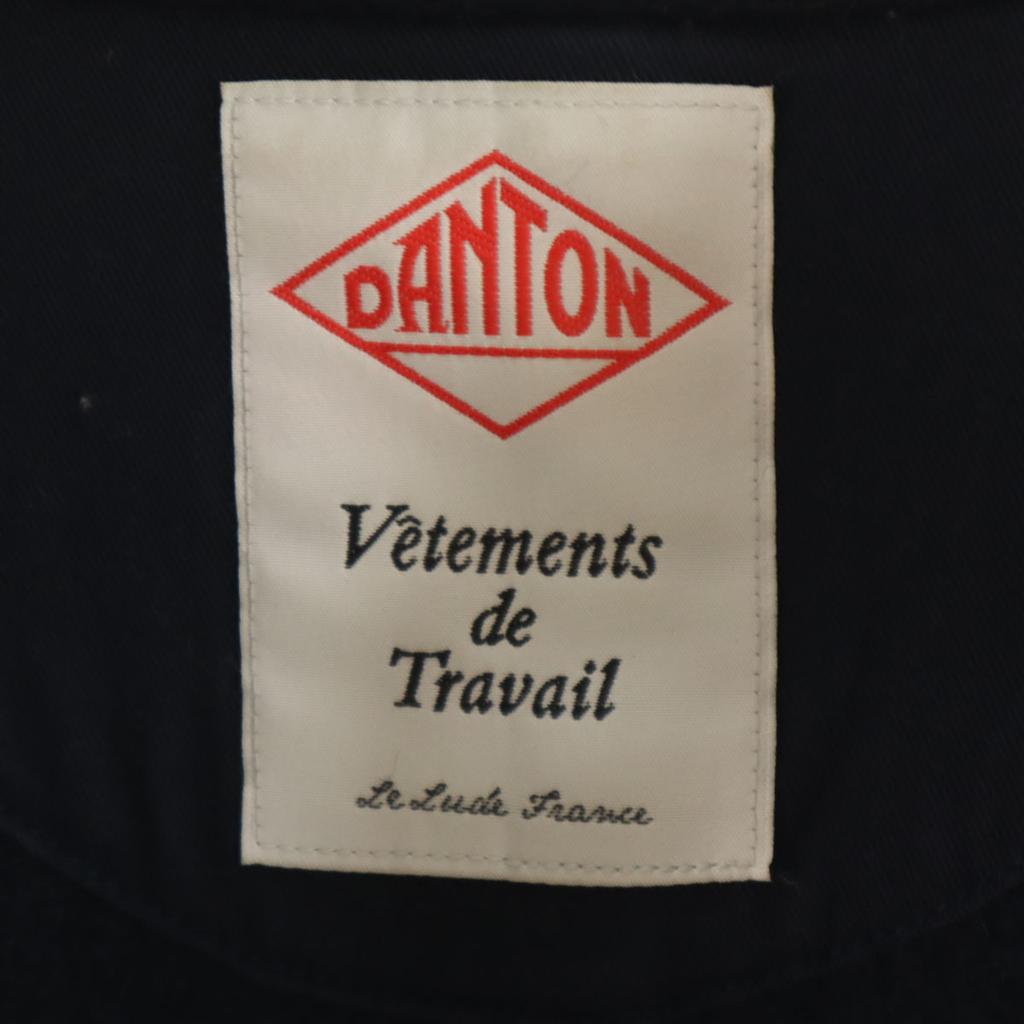 DANTON
Vêtements
de
Travail
Le Lude France